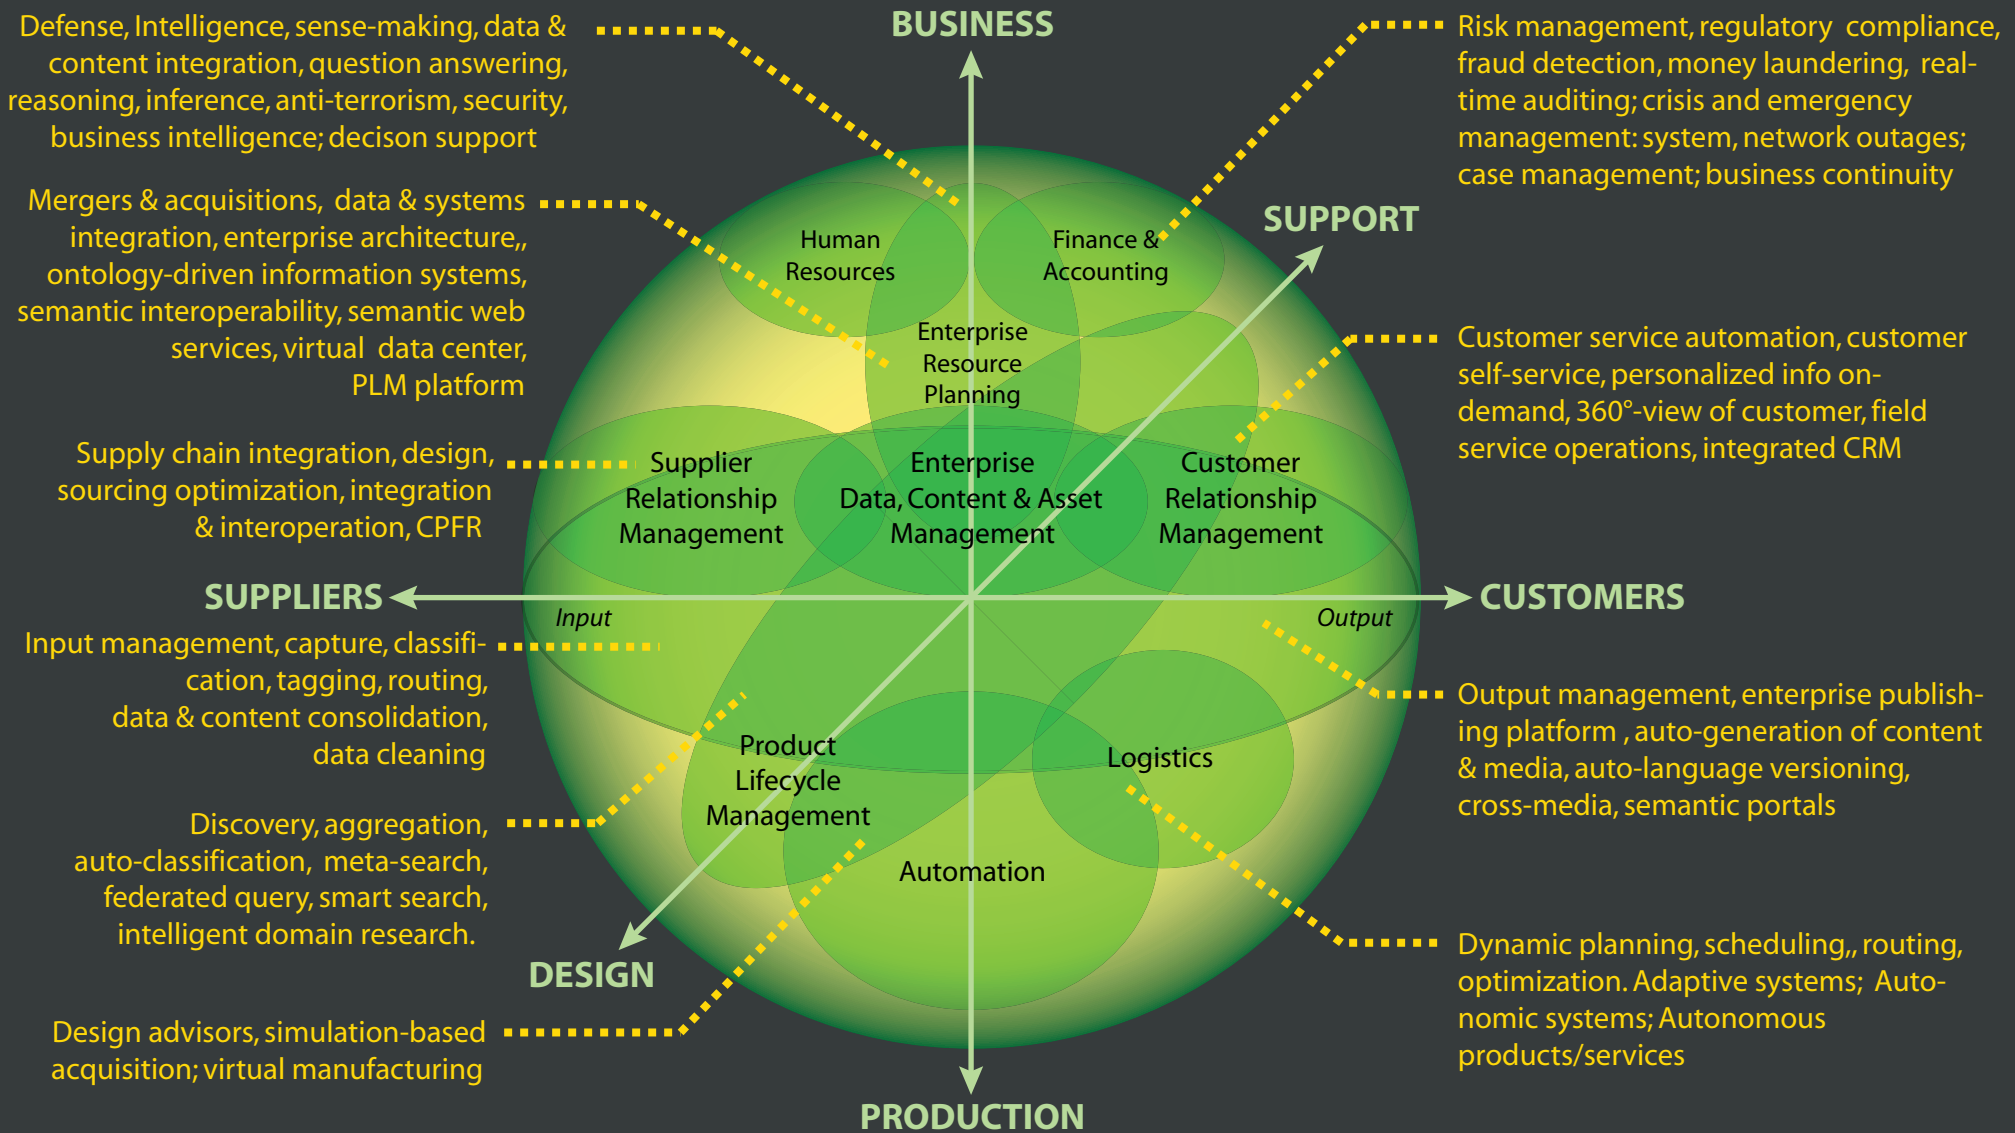 BUSINESS
Defense, Intelligence, sense-making, data &
content integration, question answering,
reasoning, inference, anti-terrorism, security,
business intelligence; decison support
Risk management, regulatory compliance,
fraud detection, money laundering, real-
time auditing; crisis and emergency
management: system, network outages;
case management; business continuity
Mergers & acquisitions, data & systems
integration, enterprise architecture,,
ontology-driven information systems,
semantic interoperability, semantic web
services, virtual data center,
PLM platform
SUPPORT
Human
Resources
Finance &
Accounting
Enterprise
Resource
Planning
Customer service automation, customer
self-service, personalized info on-
demand, 360°-view of customer, field
service operations, integrated CRM
Supply chain integration, design,
sourcing optimization, integration
& interoperation, CPFR
Supplier
Relationship
Management
Enterprise
Data, Content & Asset
Management
Customer
Relationship
Management
SUPPLIERS
CUSTOMERS
Input
Output
Input management, capture, classifi-
cation, tagging, routing,
data & content consolidation,
data cleaning
Output management, enterprise publish-
ing platform , auto-generation of content
& media, auto-language versioning,
cross-media, semantic portals
Product
Lifecycle
Management
Logistics
Automation
Discovery, aggregation,
auto-classification, meta-search,
federated query, smart search,
intelligent domain research.
DESIGN
Dynamic planning, scheduling,, routing,
optimization. Adaptive systems; Auto-
nomic systems; Autonomous
products/services
Design advisors, simulation-based
acquisition; virtual manufacturing
PRODUCTION